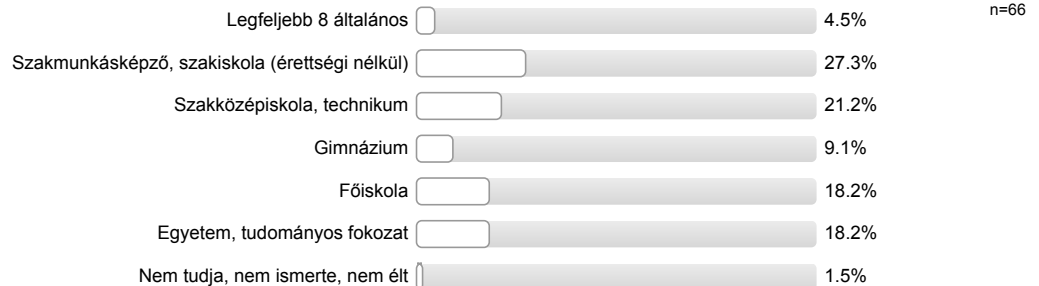 Legfeljebb 8 általános 4.5% n=66
Szakmunkásképző, szakiskola (érettségi nélkül) 27.3%
Szakközépiskola, technikum 21.2%
Gimnázium 9.1%
Főiskola 18.2%
Egyetem, tudományos fokozat 18.2%
Nem tudja, nem ismerte, nem élt 1.5%